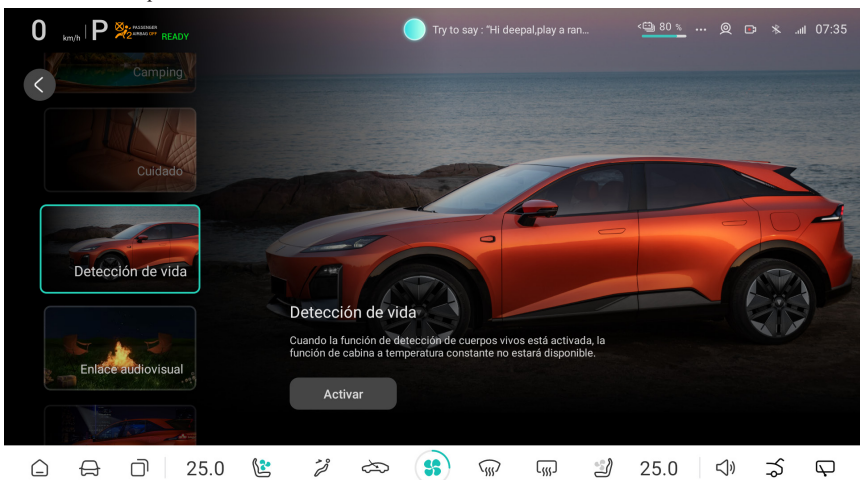 0 km/h P PASSENGER
2 AIRBAG OFF READY
Try to say : "Hi deepal,play a ran...
80 %
07:35
Camping
Cuidado
Detección de vida
Enlace audiovisual
Detección de vida
Cuando la función de detección de cuerpos vivos está activada, la
función de cabina a temperatura constante no estará disponible.
Activar
25.0
25.0